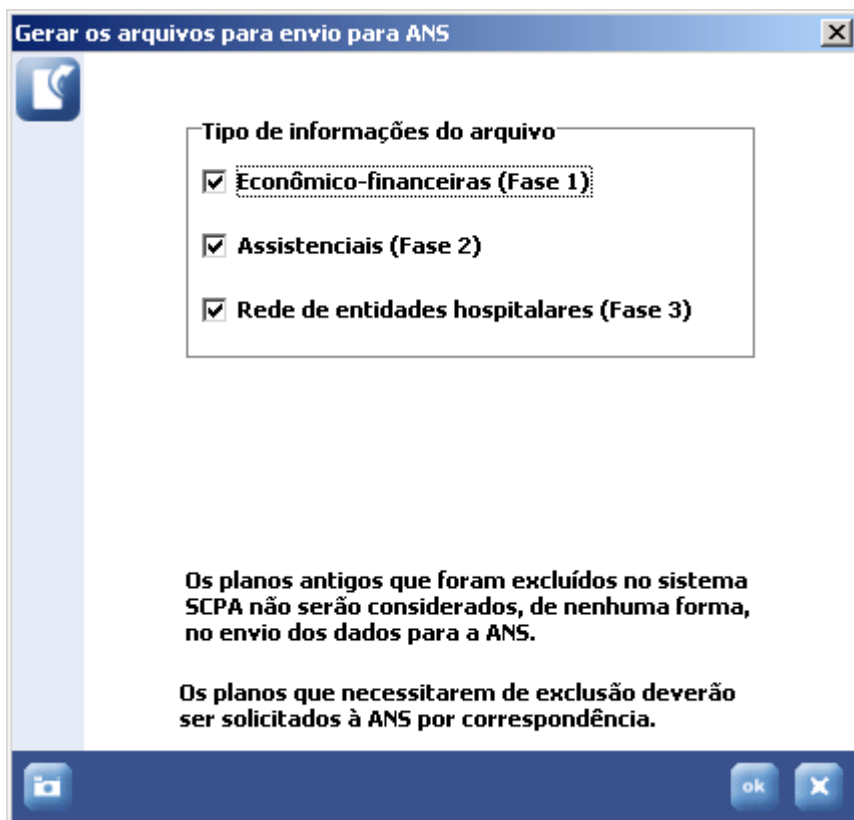 Gerar os arquivos para envio para ANS
Tipo de informações do arquivo
Econômico-financeiras (Fase 1)
Assistenciais (Fase 2)
Rede de entidades hospitalares (Fase 3)
Os planos antigos que foram excluídos no sistema
SCPA não serão considerados, de nenhuma forma,
no envio dos dados para a ANS.
Os planos que necessitarem de exclusão deverão
ser solicitados à ANS por correspondência.
ok